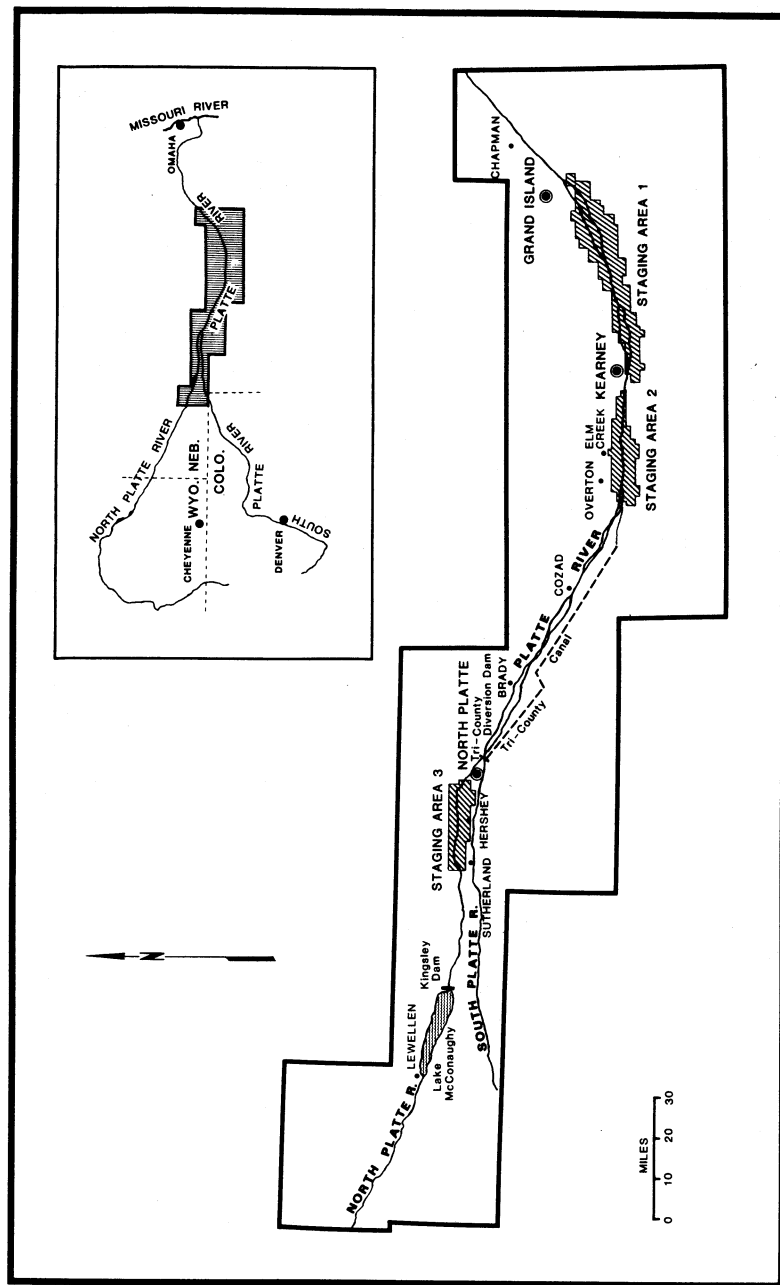 MISSOURI RIVER
OMAHA
RIVER
PLATTE
NORTH PLATTE RIVER
WYO.
NEB.
COLO.
CHEYENNE
RIVER
PLATTE
SOUTH
DENVER
CHAPMAN
GRAND ISLAND
STAGING AREA 1
KEARNEY
ELM
CREEK
OVERTON
STAGING AREA 2
PLATTE RIVER
COZAD
BRADY
Tri-County Canal
NORTH PLATTE
Tri-County
Diversion Dam
STAGING AREA 3
HERSHEY
SUTHERLAND
SOUTH PLATTE R.
Kingsley
Dam
LEWELLEN
Lake
McConaughy
NORTH PLATTE R.
N
MILES
0 10 20 30